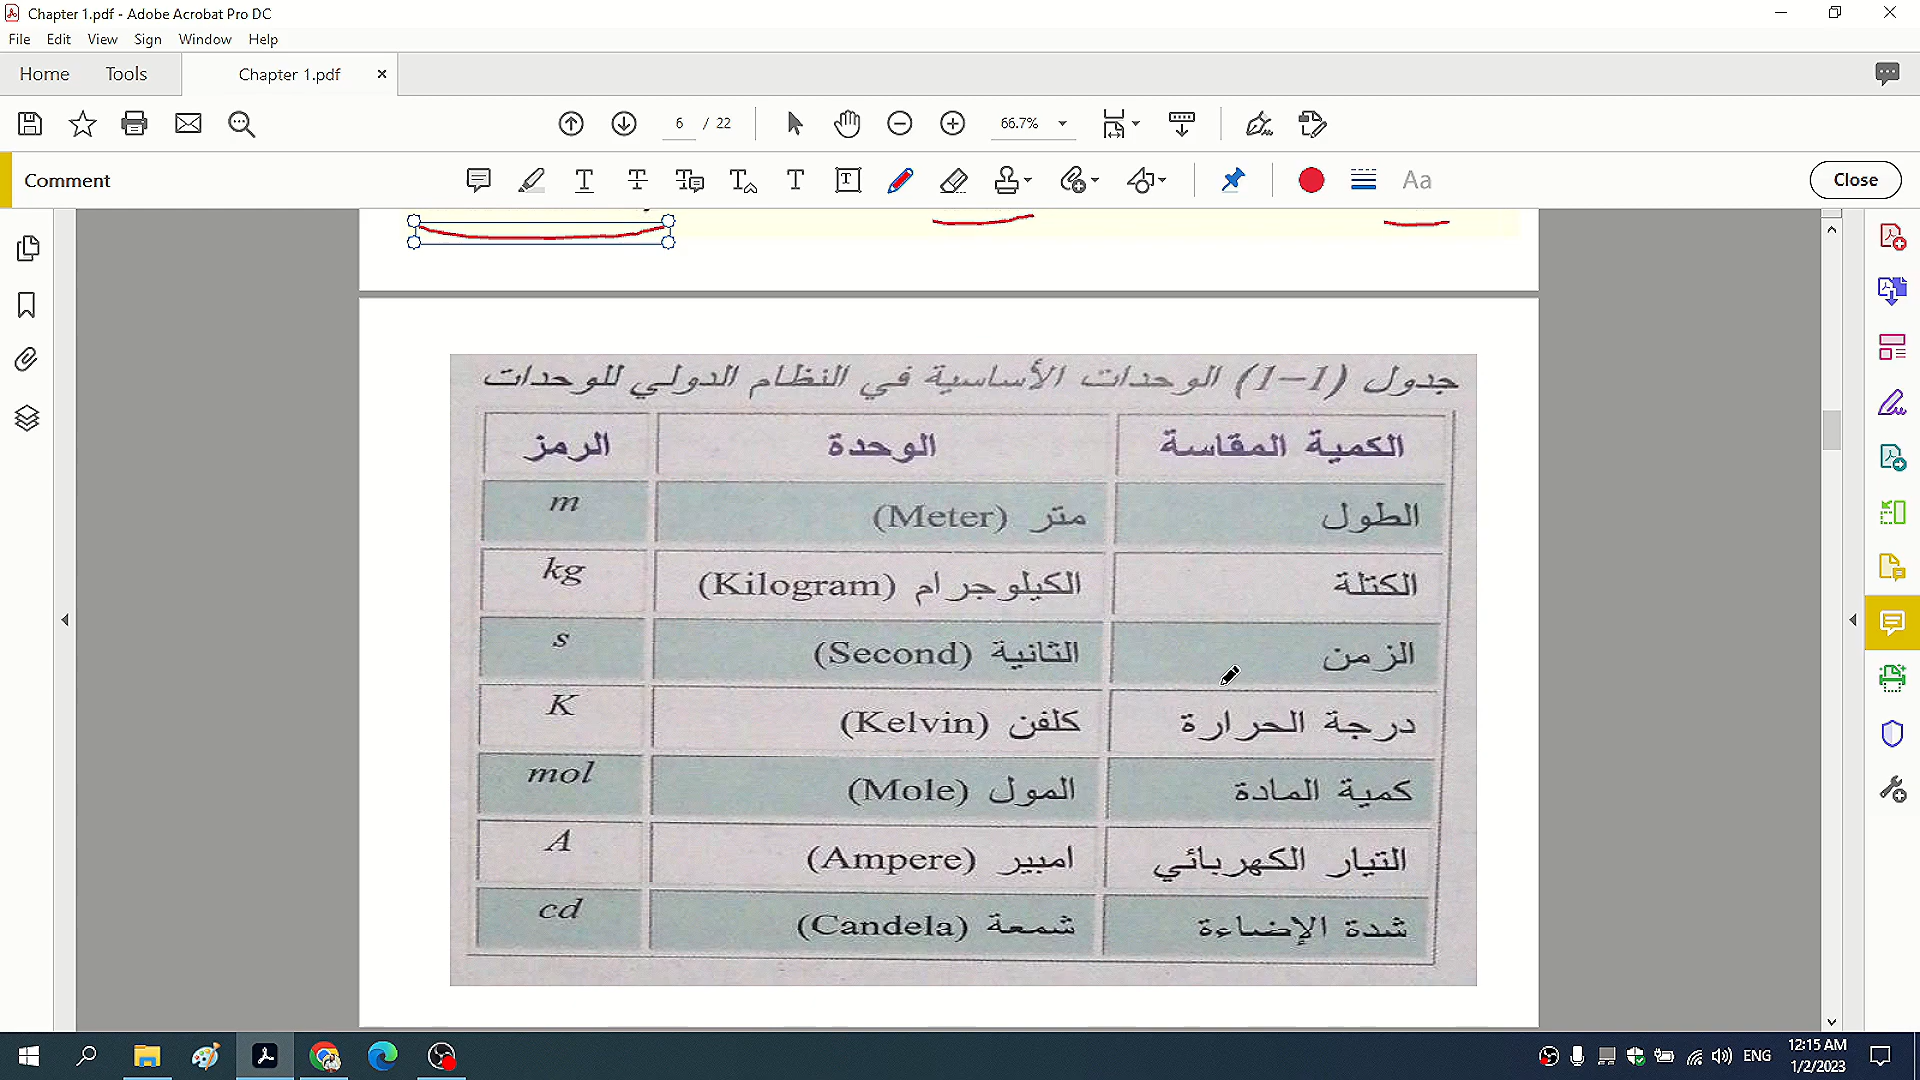 Chapter 1.pdf - Adobe Acrobat Pro DC
File Edit View Sign Window Help
Home Tools Chapter 1.pdf ×
6 / 22 66.7%
Comment Aa Close
جدول (1-1) الوحدات الأساسية في النظام الدولي للوحدات
الكمية المقاسة الوحدة الرمز
الطول متر (Meter) m
الكتلة الكيلوجرام (Kilogram) kg
الزمن الثانية (Second) s
درجة الحرارة كلفن (Kelvin) K
كمية المادة المول (Mole) mol
التيار الكهربائي امبير (Ampere) A
شدة الإضاءة شمعة (Candela) cd
ENG 12:15 AM
1/2/2023